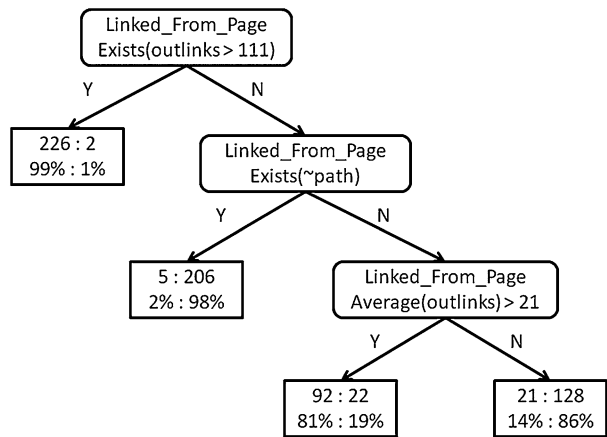 Linked_From_Page
Exists(outlinks > 111)
Y
N
226 : 2
99% : 1%
Linked_From_Page
Exists(~path)
Y
N
5 : 206
2% : 98%
Linked_From_Page
Average(outlinks) > 21
Y
N
92 : 22
81% : 19%
21 : 128
14% : 86%